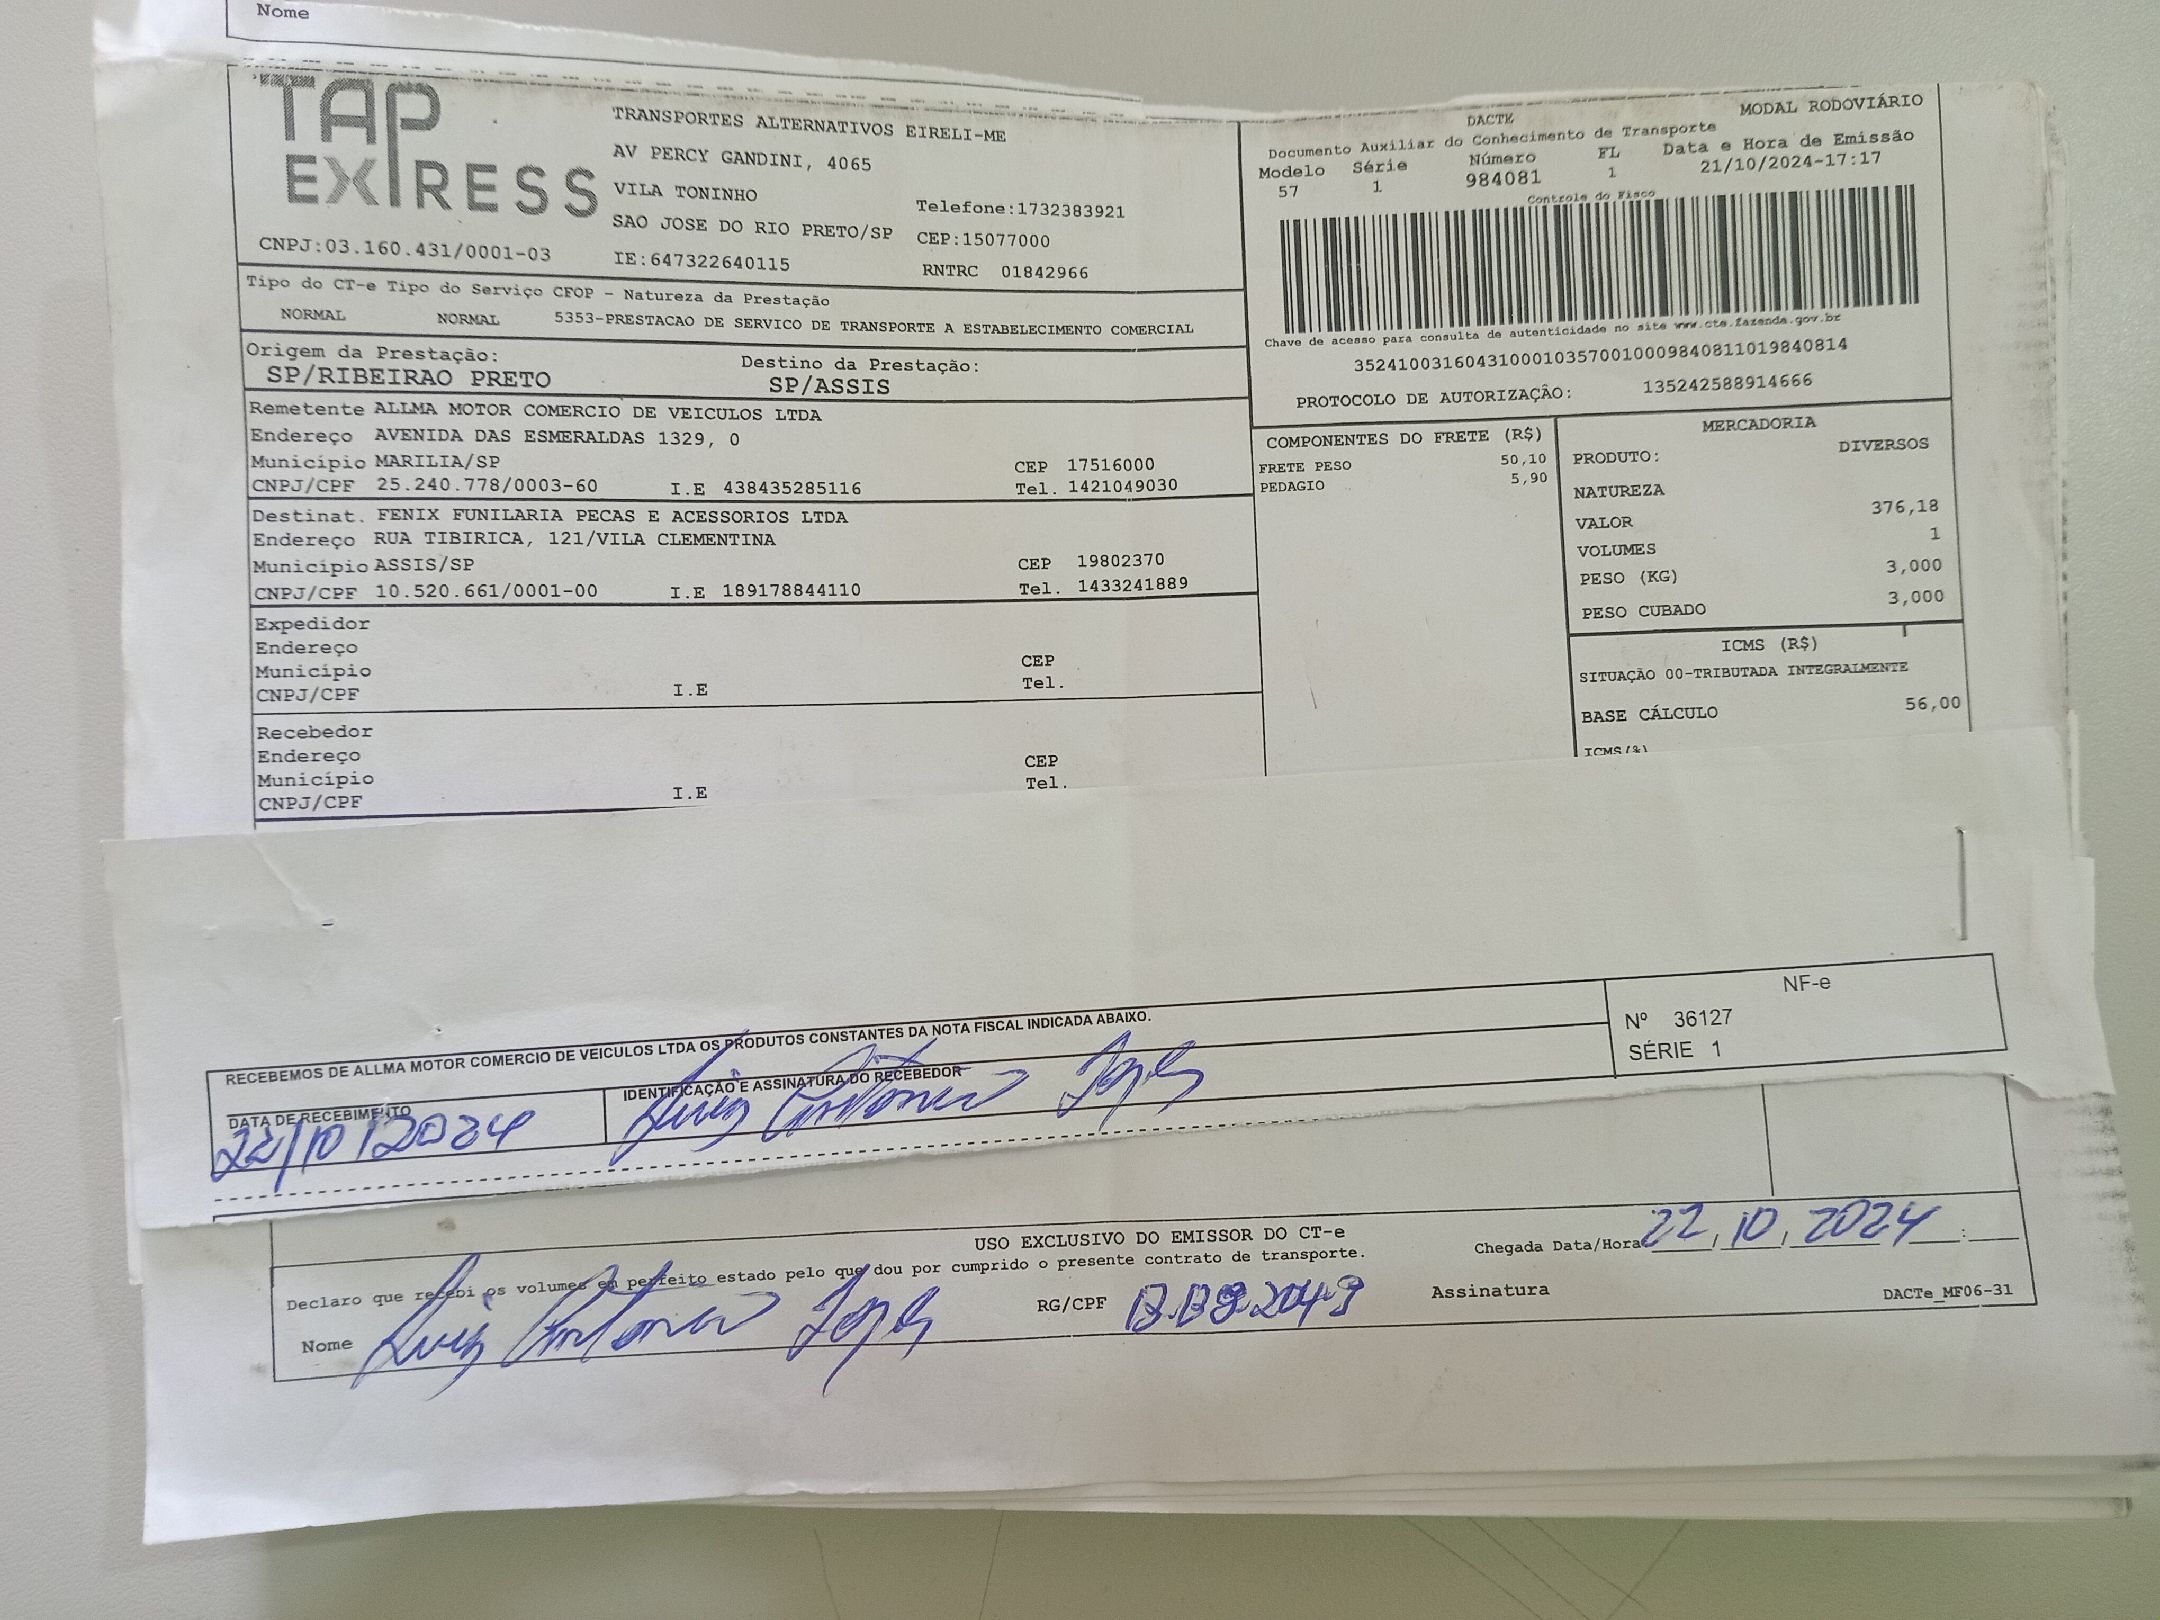 Nome
TAP EXPRESS
CNPJ:03.160.431/0001-03
TRANSPORTES ALTERNATIVOS EIRELI-ME
AV PERCY GANDINI, 4065
VILA TONINHO
SAO JOSE DO RIO PRETO/SP
IE:647322640115
Telefone:1732383921
CEP:15077000
RNTRC 01842966
DACTE
MODAL RODOVIÁRIO
Documento Auxiliar do Conhecimento de Transporte
Modelo Série Número FL Data e Hora de Emissão
57 1 984081 1 21/10/2024-17:17
Controle do Fisco
Chave de acesso para consulta de autenticidade no site www.cte.fazenda.gov.br
35241003160431000103570010009840811019840814
PROTOCOLO DE AUTORIZAÇÃO: 135242588914666
Tipo do CT-e Tipo do Serviço CFOP - Natureza da Prestação
NORMAL NORMAL 5353-PRESTACAO DE SERVICO DE TRANSPORTE A ESTABELECIMENTO COMERCIAL
Origem da Prestação: Destino da Prestação:
SP/RIBEIRAO PRETO SP/ASSIS
Remetente ALLMA MOTOR COMERCIO DE VEICULOS LTDA
Endereço AVENIDA DAS ESMERALDAS 1329, 0
Município MARILIA/SP CEP 17516000
CNPJ/CPF 25.240.778/0003-60 I.E 438435285116 Tel. 1421049030
Destinat. FENIX FUNILARIA PECAS E ACESSORIOS LTDA
Endereço RUA TIBIRICA, 121/VILA CLEMENTINA
Município ASSIS/SP CEP 19802370
CNPJ/CPF 10.520.661/0001-00 I.E 189178844110 Tel. 1433241889
Expedidor
Endereço
Município CEP
CNPJ/CPF I.E Tel.
Recebedor
Endereço
Município CEP
CNPJ/CPF I.E Tel.
COMPONENTES DO FRETE (R$)
FRETE PESO 50,10
PEDAGIO 5,90
MERCADORIA
PRODUTO: DIVERSOS
NATUREZA
VALOR 376,18
VOLUMES 1
PESO (KG) 3,000
PESO CUBADO 3,000
ICMS (R$)
SITUAÇÃO 00-TRIBUTADA INTEGRALMENTE
BASE CÁLCULO 56,00
ICMS(%)
RECEBEMOS DE ALLMA MOTOR COMERCIO DE VEICULOS LTDA OS PRODUTOS CONSTANTES DA NOTA FISCAL INDICADA ABAIXO.
DATA DE RECEBIMENTO
22/10/2024
IDENTIFICAÇÃO E ASSINATURA DO RECEBEDOR
Luiz Antonio
NF-e
Nº 36127
SÉRIE 1
USO EXCLUSIVO DO EMISSOR DO CT-e
Declaro que recebi os volumes em perfeito estado pelo que dou por cumprido o presente contrato de transporte.
Chegada Data/Hora 22, 10, 2024 :
Nome Luiz Antonio
RG/CPF
Assinatura
DACTe_MF06-31